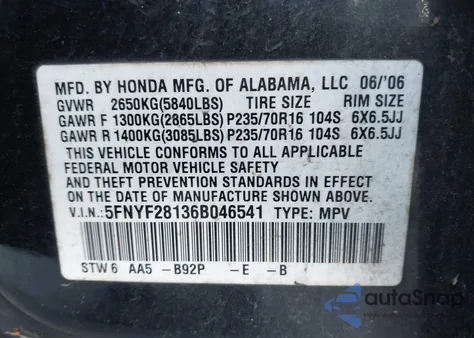 MFD. BY HONDA MFG. OF ALABAMA, LLC 06/'06
GVWR 2650KG(5840LBS) TIRE SIZE RIM SIZE
GAWR F 1300KG(2865LBS) P235/70R16 104S 6X6.5JJ
GAWR R 1400KG(3085LBS) P235/70R16 104S 6X6.5JJ
THIS VEHICLE CONFORMS TO ALL APPLICABLE
FEDERAL MOTOR VEHICLE SAFETY
AND THEFT PREVENTION STANDARDS IN EFFECT
ON THE DATE OF MANUFACTURE SHOWN ABOVE.
V.I.N: 5FNYF28136B046541 TYPE: MPV
STW 6 AA5 -B92P -E -B
autoSnap